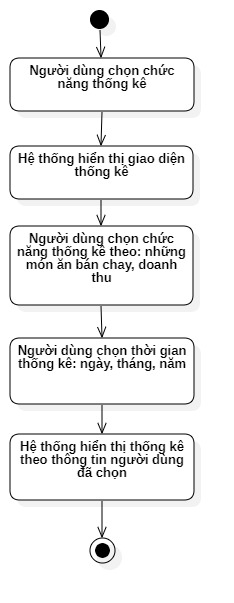 Người dùng chọn chức
năng thống kê
Hệ thống hiển thị giao diện
thống kê
Người dùng chọn chức
năng thống kê theo: những
món ăn bán chạy, doanh
thu
Người dùng chọn thời gian
thống kê: ngày, tháng, năm
Hệ thống hiển thị thống kê
theo thông tin người dùng
đã chọn